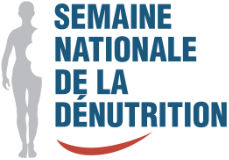 SEMAINE
NATIONALE
DE LA
DÉNUTRITION